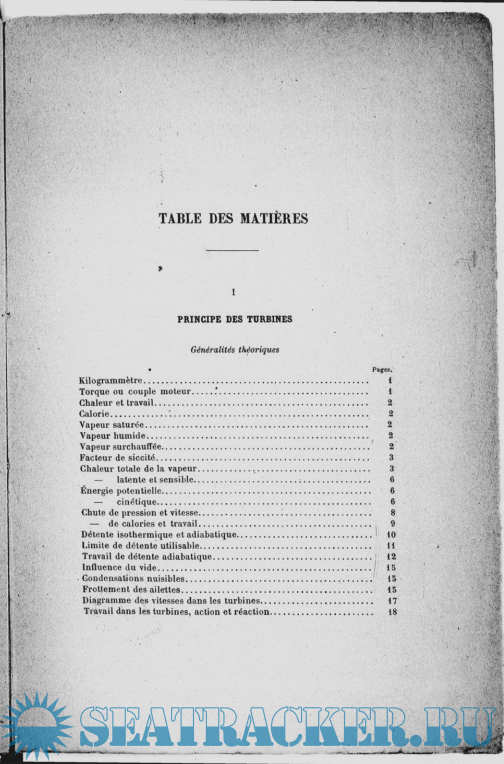 TABLE DES MATIÈRES
I
PRINCIPE DES TURBINES
Généralités théoriques
Pages.
Kilogrammètre 1
Torque ou couple moteur 1
Chaleur et travail 2
Calorie 2
Vapeur saturée 2
Vapeur humide 2
Vapeur surchauffée 2
Facteur de siccité 3
Chaleur totale de la vapeur 3
— latente et sensible 6
Énergie potentielle 6
— cinétique 6
Chute de pression et vitesse 8
— de calories et travail 9
Détente isothermique et adiabatique 10
Limite de détente utilisable 11
Travail de détente adiabatique 12
Influence du vide 15
Condensations nuisibles 15
Frottement des ailettes 15
Diagramme des vitesses dans les turbines 17
Travail dans les turbines, action et réaction 18
SEATRACKER.RU